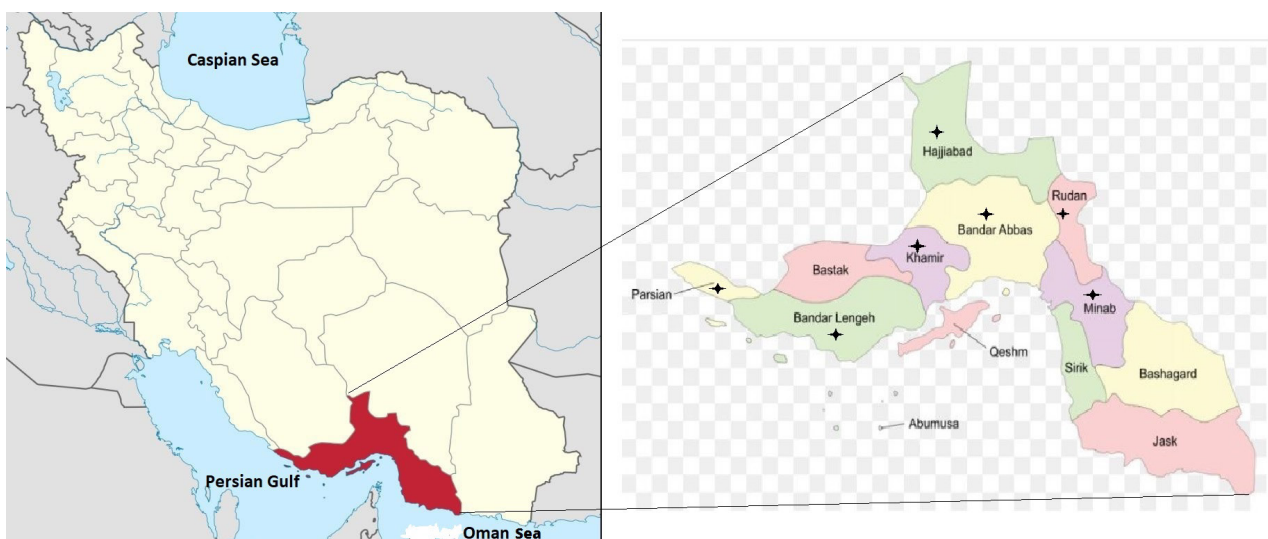 Caspian Sea
Persian Gulf
Oman Sea
Hajjiabad
Rudan
Bandar Abbas
Khamir
Bastak
Parsian
Minab
Bandar Lengeh
Qeshm
Sirik
Bashagard
Abumusa
Jask